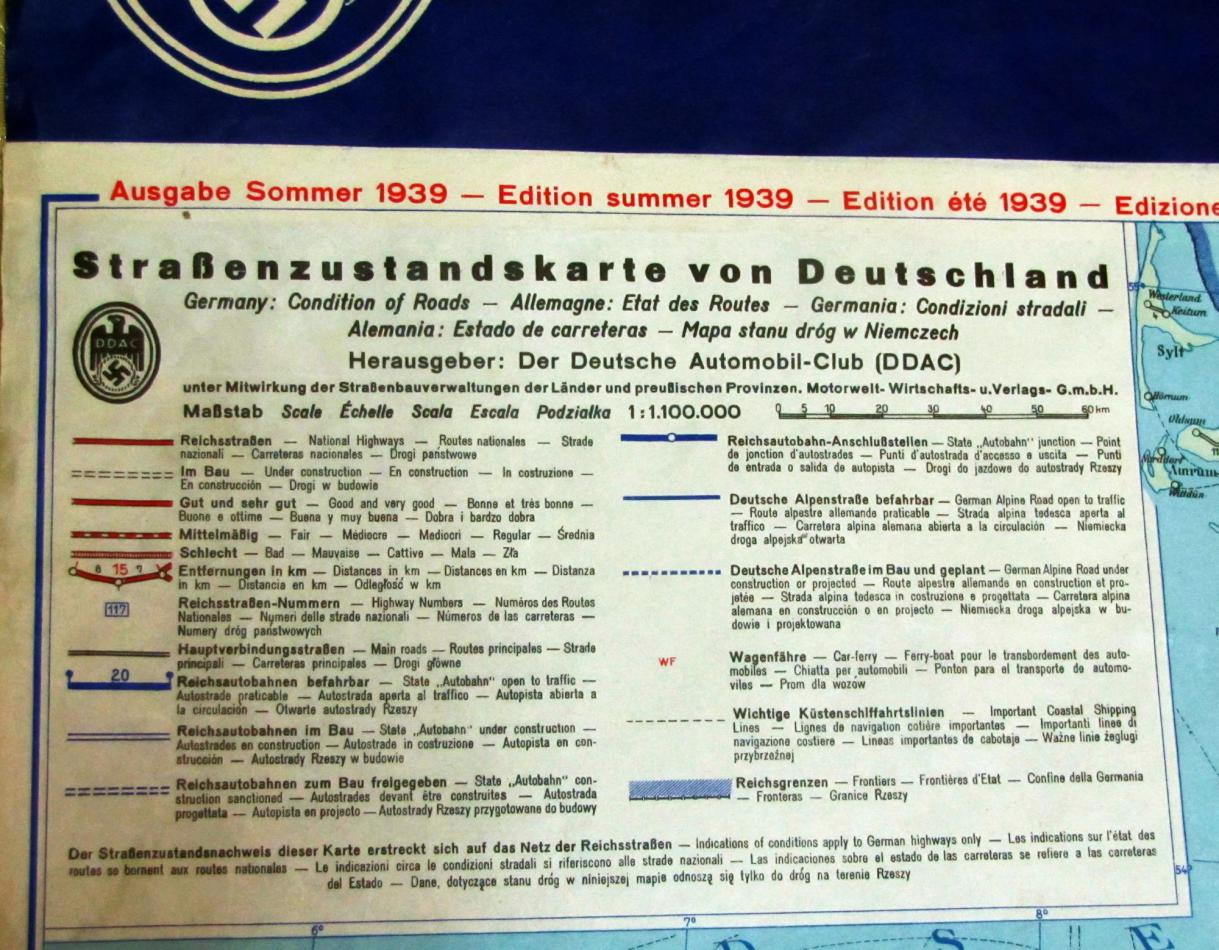 Ausgabe Sommer 1939 — Edition summer 1939 — Edition été 1939 — Edizione
Straßenzustandskarte von Deutschland
Germany: Condition of Roads — Allemagne: Etat des Routes — Germania: Condizioni stradali —
Alemania: Estado de carreteras — Mapa stanu dróg w Niemczech
DDAC
Herausgeber: Der Deutsche Automobil-Club (DDAC)
unter Mitwirkung der Straßenbauverwaltungen der Länder und preußischen Provinzen. Motorwelt- Wirtschafts- u. Verlags- G.m.b.H.
Maßstab Scale Échelle Scala Escala Podziałka 1:1.100.000
0 5 10 20 30 40 50 60 km
Reichsstraßen — National Highways — Routes nationales — Strade
nazionali — Carreteras nacionales — Drogi państwowe
Im Bau — Under construction — En construction — In costruzione —
En construcción — Drogi w budowie
Gut und sehr gut — Good and very good — Bonne et très bonne —
Buone e ottime — Buena y muy buena — Dobra i bardzo dobra
Mittelmäßig — Fair — Médiocre — Mediocri — Regular — Średnia
Schlecht — Bad — Mauvaise — Cattive — Mala — Zła
8 15 7
Entfernungen in km — Distances in km — Distances en km — Distanza
in km — Distancia en km — Odległość w km
117
Reichsstraßen-Nummern — Highway Numbers — Numéros des Routes
Nationales — Numeri delle strade nazionali — Números de las carreteras —
Numery dróg państwowych
Hauptverbindungsstraßen — Main roads — Routes principales — Strade
principali — Carreteras principales — Drogi główne
20
Reichsautobahnen befahrbar — State „Autobahn" open to traffic —
Autostrade praticable — Autostrada aperta al traffico — Autopista abierta a
la circulación — Otwarte autostrady Rzeszy
Reichsautobahnen im Bau — State „Autobahn" under construction —
Autostrades en construction — Autostrade in costruzione — Autopista en con-
strucción — Autostrady Rzeszy w budowie
Reichsautobahnen zum Bau freigegeben — State „Autobahn" con-
struction sanctioned — Autostrades devant être construites — Autostrada
progettata — Autopista en projecto — Autostrady Rzeszy przygotowane do budowy
Reichsautobahn-Anschlußstellen — State „Autobahn" junction — Point
de jonction d'autostrades — Punti d'autostrada d'accesso e uscita — Punti
de entrada o salida de autopista — Drogi do jazdowe do autostrady Rzeszy
Deutsche Alpenstraße befahrbar — German Alpine Road open to traffic
— Route alpestre allemande praticable — Strada alpina tedesca aperta al
traffico — Carretera alpina alemana abierta a la circulación — Niemiecka
droga alpejska otwarta
Deutsche Alpenstraße im Bau und geplant — German Alpine Road under
construction or projected — Route alpestre allemande en construction et pro-
jetée — Strada alpina tedesca in costruzione e progettata — Carretera alpina
alemana en construcción o en projecto — Niemiecka droga alpejska w bu-
dowie i projektowana
WF
Wagenfähre — Car-ferry — Ferry-boat pour le transbordement des auto-
mobiles — Chiatta per automobili — Ponton para el transporte de automo-
viles — Prom dla wozow
Wichtige Küstenschiffahrtslinien — Important Coastal Shipping
Lines — Lignes de navigation cotière importantes — Importanti linee di
navigazione costiere — Lineas importantes de cabotaje — Ważne linie żeglugi
przybrzeżnej
Reichsgrenzen — Frontiers — Frontières d'Etat — Confine della Germania
— Fronteras — Granice Rzeszy
Der Straßenzustandsnachweis dieser Karte erstreckt sich auf das Netz der Reichsstraßen — Indications of conditions apply to German highways only — Les indications sur l'état des
routes se bornent aux routes nationales — Le indicazioni circa le condizioni stradali si riferiscono alle strade nazionali — Las indicaciones sobre el estado de las carreteras se refiere a las carreteras
del Estado — Dane, dotyczące stanu dróg w niniejszej mapie odnoszą się tylko do dróg na terenie Rzeszy
55°
Westerland
Keitum
Sylt
Hörnum
Oldsum
Norddorf
Amrum
Wittdün
54°
6° 7° 8°
D S E